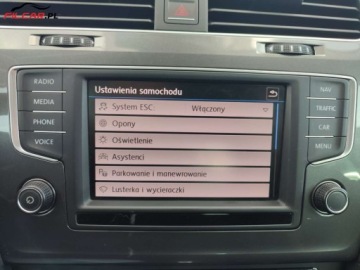 RADIO
MEDIA
PHONE
VOICE
Ustawienia samochodu
System ESC: Włączony
Opony
Oświetlenie
Asystenci
Parkowanie i manewrowanie
Lusterka i wycieraczki
NAV
TRAFFIC
CAR
MENU